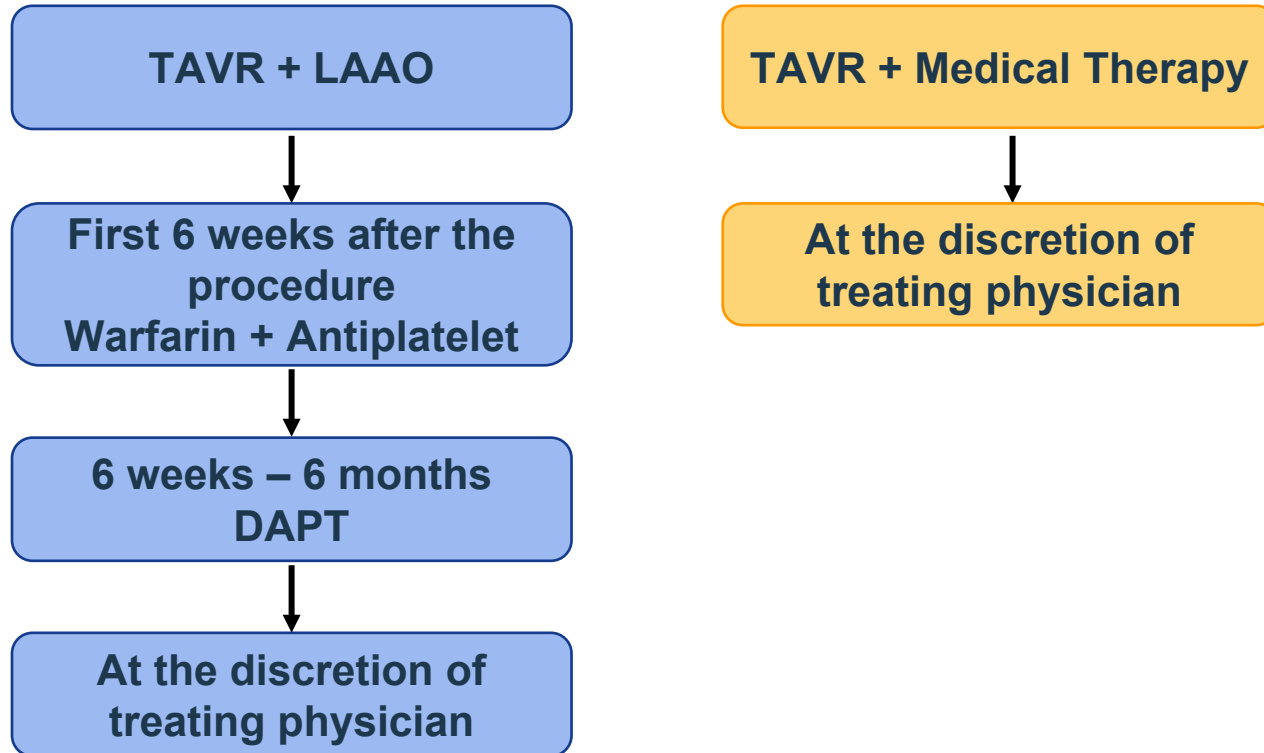 TAVR + LAAO
First 6 weeks after the
procedure
Warfarin + Antiplatelet
6 weeks – 6 months
DAPT
At the discretion of
treating physician
TAVR + Medical Therapy
At the discretion of
treating physician